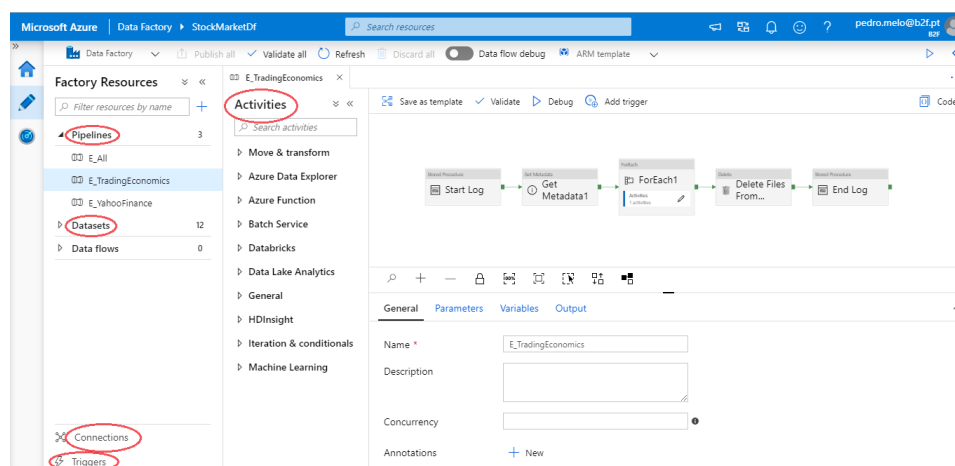 Microsoft Azure Data Factory StockMarketDf Search resources pedro.melo@b2f.pt
B2F
Data Factory Publish all Validate all Refresh Discard all Data flow debug ARM template
Factory Resources
Filter resources by name
Pipelines 3
E_All
E_TradingEconomics
E_YahooFinance
Datasets 12
Data flows 0
Connections
Triggers
E_TradingEconomics
Activities
Search activities
Move & transform
Azure Data Explorer
Azure Function
Batch Service
Databricks
Data Lake Analytics
General
HDInsight
Iteration & conditionals
Machine Learning
Save as template Validate Debug Add trigger Code
Stored Procedure
Start Log
Get Metadata
Get
Metadata1
ForEach
ForEach1
Activities
1 activities
Delete
Delete Files
From...
Stored Procedure
End Log
General Parameters Variables Output
Name * E_TradingEconomics
Description
Concurrency
Annotations + New